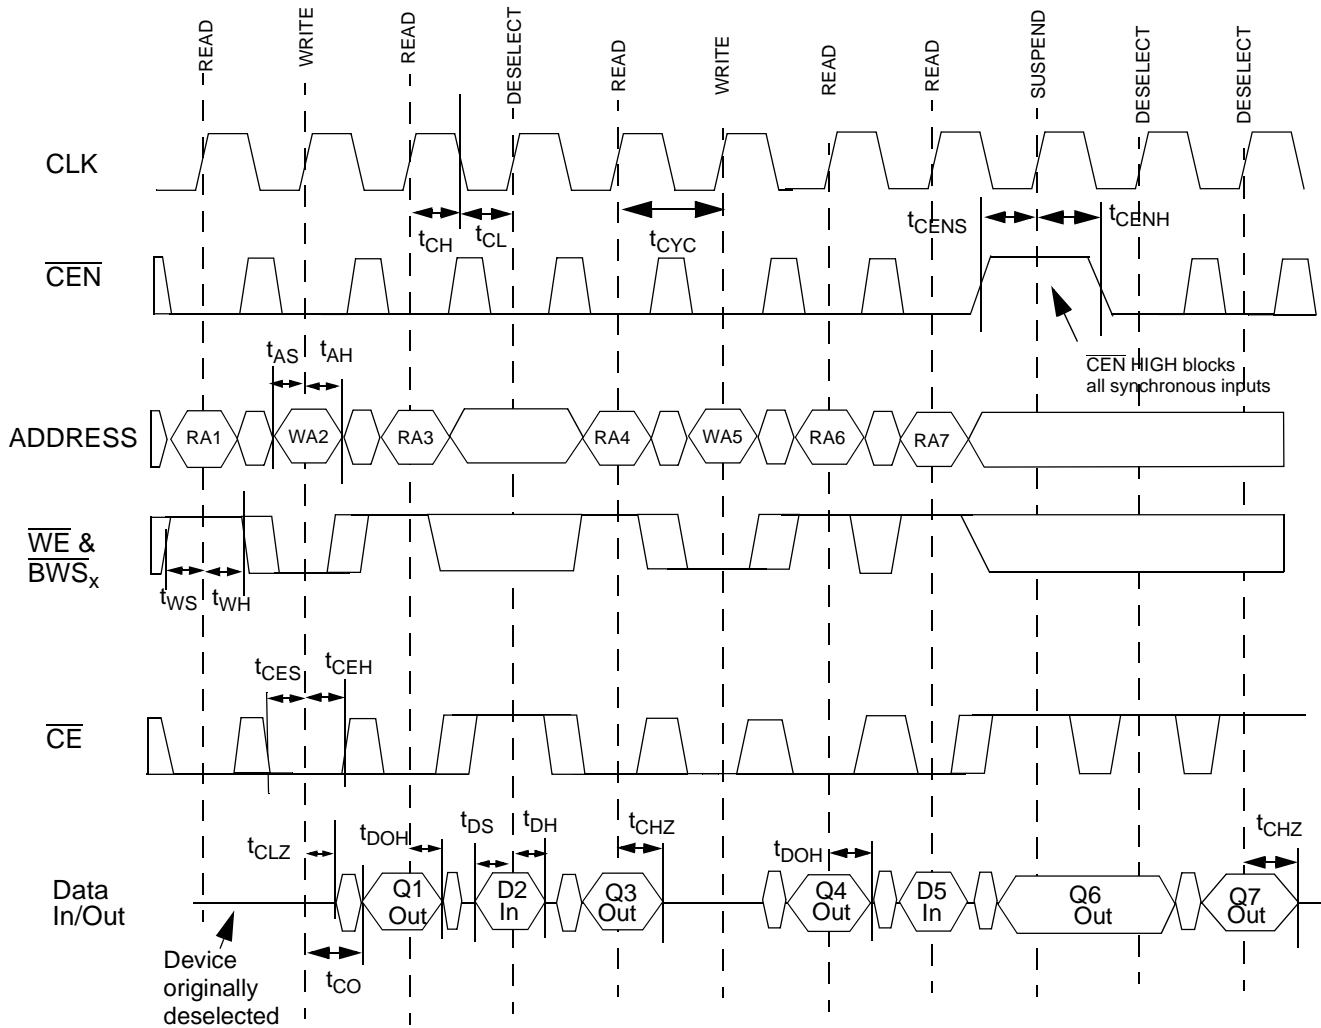 READ
WRITE
READ
DESELECT
READ
WRITE
READ
READ
SUSPEND
DESELECT
DESELECT
CLK
tCH
tCL
tCYC
tCENS
tCENH
CEN
CEN HIGH blocks
all synchronous inputs
tAS
tAH
ADDRESS
RA1
WA2
RA3
RA4
WA5
RA6
RA7
WE &
BWSx
tWS
tWH
tCES
tCEH
CE
tCLZ
tDOH
tDS
tDH
tCHZ
tDOH
tCHZ
Data
In/Out
Q1
Out
D2
In
Q3
Out
Q4
Out
D5
In
Q6
Out
Q7
Out
tCO
Device
originally
deselected